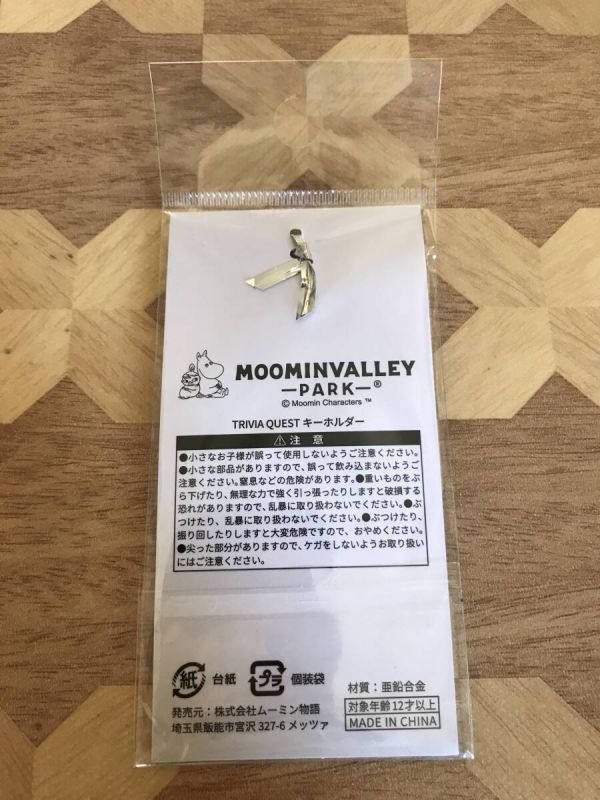 MOOMINVALLEY
—PARK—®
© Moomin Characters ™
TRIVIA QUEST キーホルダー
⚠注 意
●小さなお子様が誤って使用しないようご注意ください。
●小さな部品がありますので、誤って飲み込まないようご
注意ください。窒息などの危険があります。●重いものをぶ
ら下げたり、無理な力で強く引っ張ったりしますと破損する
恐れがありますので、乱暴に取り扱わないでください。●ぶ
つけたり、乱暴に取り扱わないでください。●ぶつけたり、
振り回したりしますと大変危険ですので、おやめください。
●尖った部分がありますので、ケガをしないようお取り扱い
にはご注意ください。
紙 台紙 プラ 個装袋
発売元：株式会社ムーミン物語
埼玉県飯能市宮沢 327-6 メッツァ
材質：亜鉛合金
対象年齢12才以上
MADE IN CHINA